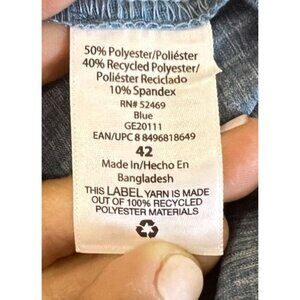 50% Polyester/Poliéster
40% Recycled Polyester/
Poliéster Reciclado
10% Spandex
RN# 52469
Blue
GE20111
EAN/UPC 8 8496818649
42
Made In/Hecho En
Bangladesh
THIS LABEL YARN IS MADE
OUT OF 100% RECYCLED
POLYESTER MATERIALS